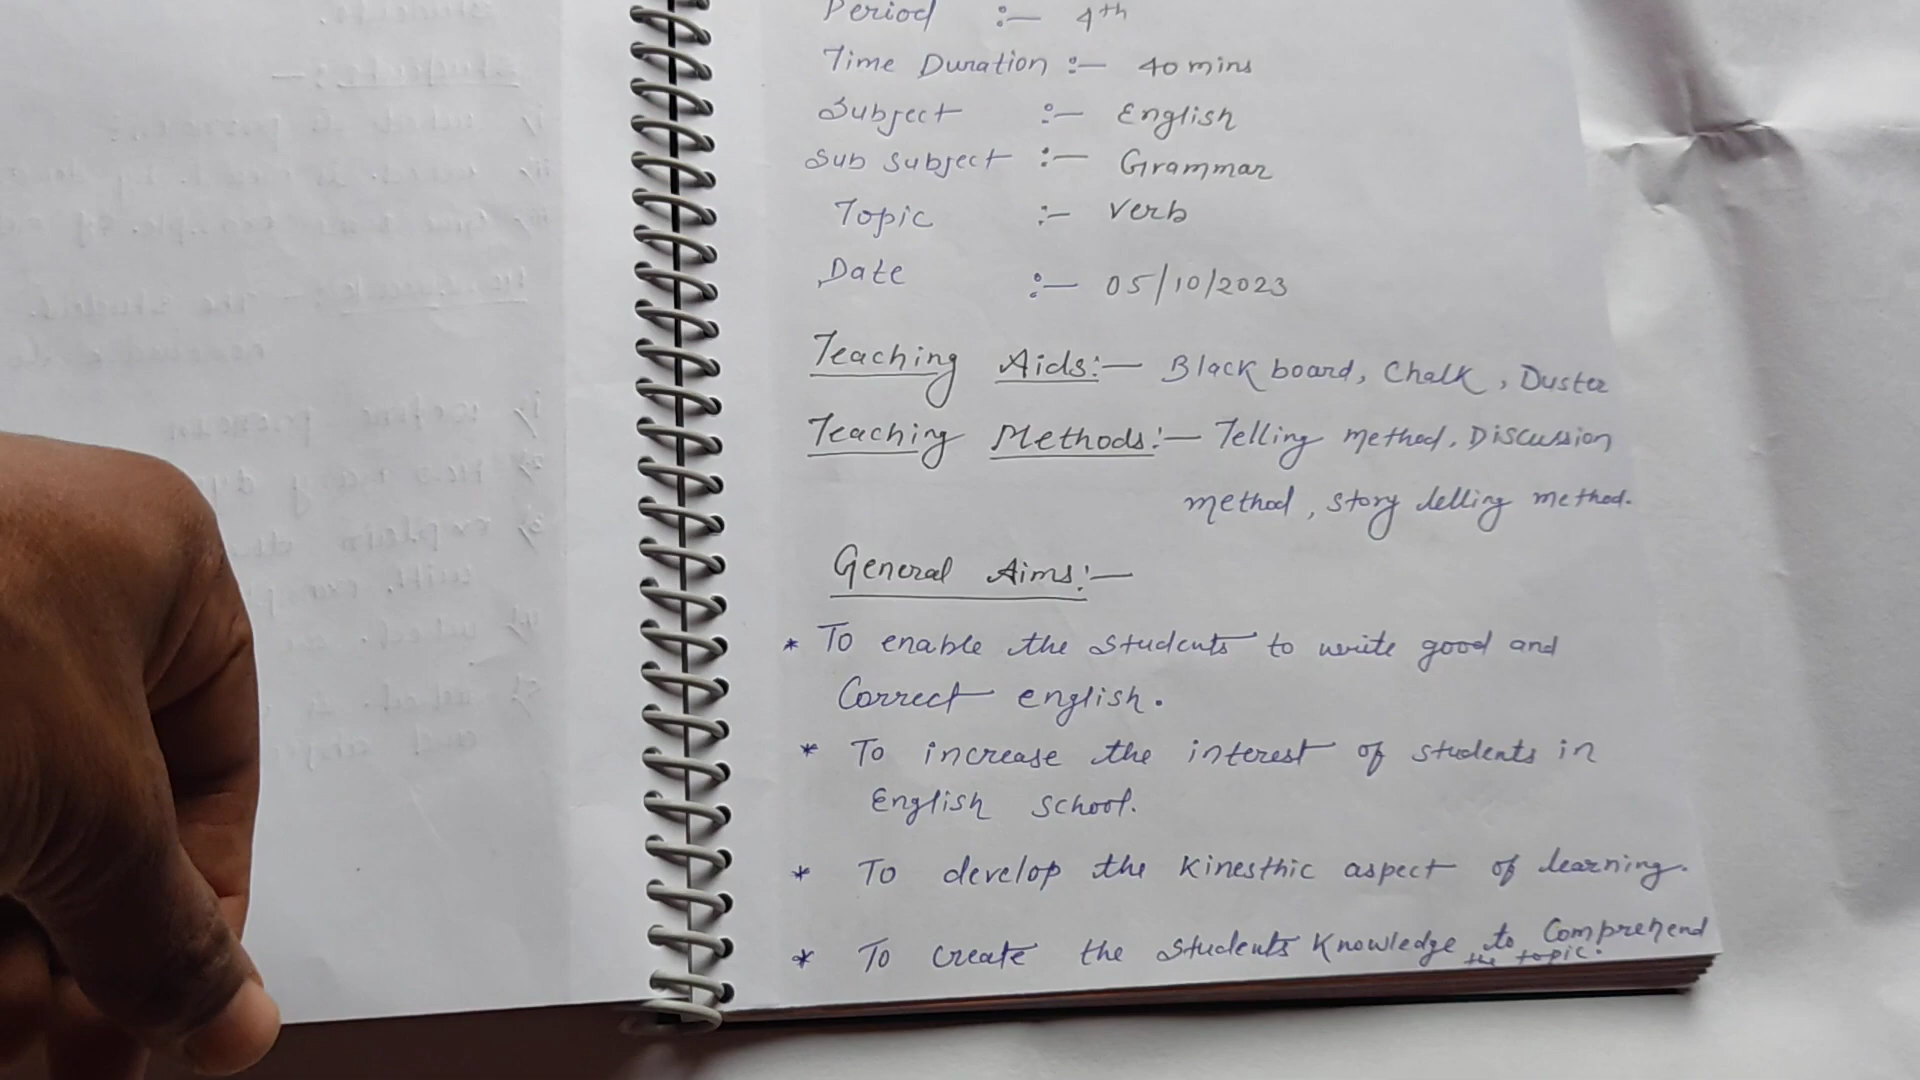 Period :- 4th
Time Duration :- 40 mins
Subject :- English
Sub Subject :- Grammar
Topic :- Verb
Date :- 05/10/2023
Teaching Aids:- Black board, Chalk, Duster
Teaching Methods:- Telling method, Discussion
method, story telling method.
General Aims:-
* To enable the students to write good and
Correct english.
* To increase the interest of students in
English school.
* To develop the Kinesthic aspect of learning.
* To create the students Knowledge to Comprehend
the topic.